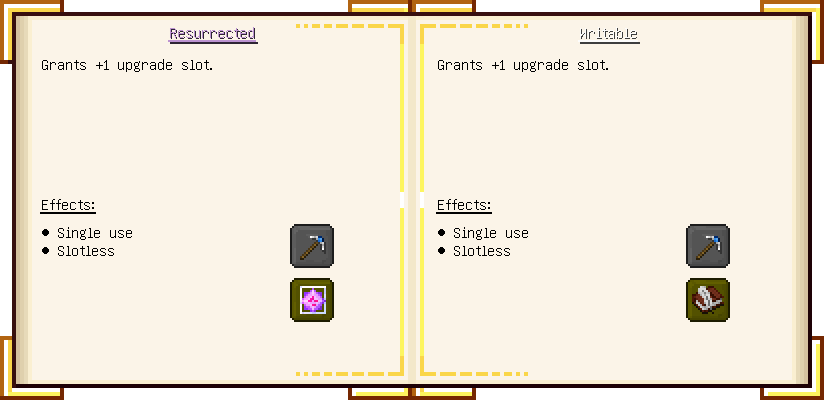 Resurrected
Grants +1 upgrade slot.
Effects:
• Single use
• Slotless
Writable
Grants +1 upgrade slot.
Effects:
• Single use
• Slotless